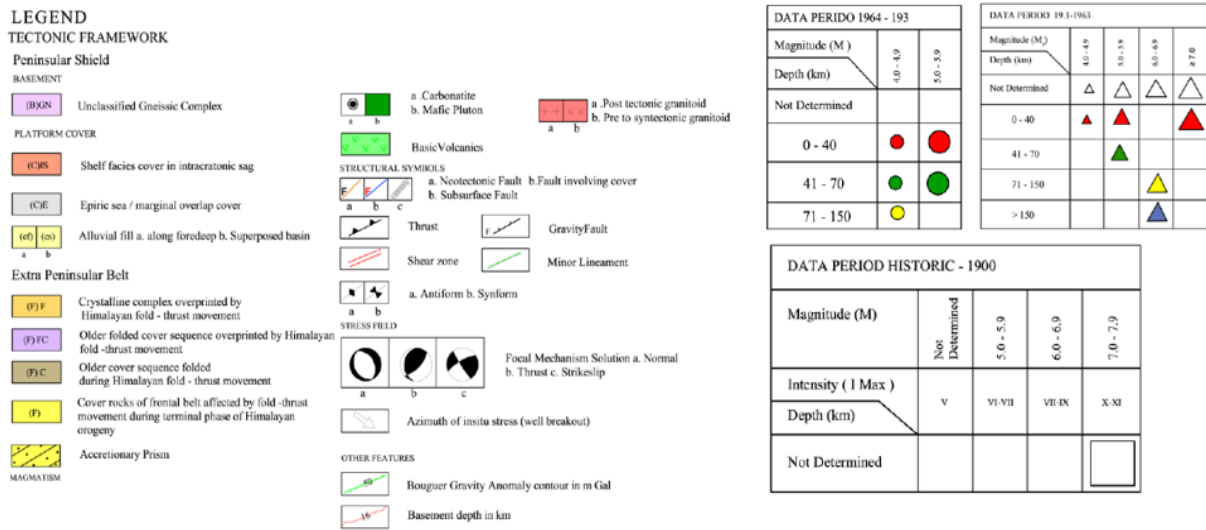 LEGEND
TECTONIC FRAMEWORK
Peninsular Shield
BASEMENT
(B)GN Unclassified Gneissic Complex
PLATFORM COVER
(C)IS Shelf facies cover in intracratonic sag
(C)E Epiric sea / marginal overlap cover
(cf) (cs) Alluvial fill a. along foredeep b. Superposed basin
a b
Extra Peninsular Belt
(F) F Crystalline complex overprinted by
Himalayan fold - thrust movement
(F) FC Older folded cover sequence overprinted by Himalayan
fold -thrust movement
(F) C Older cover sequence folded
during Himalayan fold - thrust movement
(F) Cover rocks of frontal belt affected by fold -thrust
movement during terminal phase of Himalayan
orogeny
Accretionary Prism
MAGMATISM
a .Carbonatite
b. Mafic Pluton
a b
a .Post tectonic granitoid
b. Pre to syntectonic granitoid
a b
BasicVolcanics
STRUCTURAL SYMBOLS
F F a. Neotectonic Fault b.Fault involving cover
b. Subsurface Fault
a b c
Thrust
F GravityFault
Shear zone
Minor Lineament
a. Antiform b. Synform
a b
STRESS FIELD
Focal Mechanism Solution a. Normal
b. Thrust c. Strikeslip
a b c
Azimuth of insitu stress (well breakout)
OTHER FEATURES
50 Bouguer Gravity Anomaly contour in m Gal
16 Basement depth in km
DATA PERIDO 1964 - 193
Magnitude (M )
4.0 - 4.9
5.0 - 5.9
Depth (km)
Not Determined
0 - 40
41 - 70
71 - 150
DATA PERIOD 19.1-1963
Magnitude (M )
4.0 - 4.9
5.0 - 5.9
6.0 - 6.9
≥ 7.0
Depth (km)
Not Determined
0 - 40
41 - 70
71 - 150
> 150
DATA PERIOD HISTORIC - 1900
Magnitude (M)
Not Determined
5.0 - 5.9
6.0 - 6.9
7.0 - 7.9
Intensity ( I Max )
Depth (km)
V VI-VII VII-IX X-XI
Not Determined